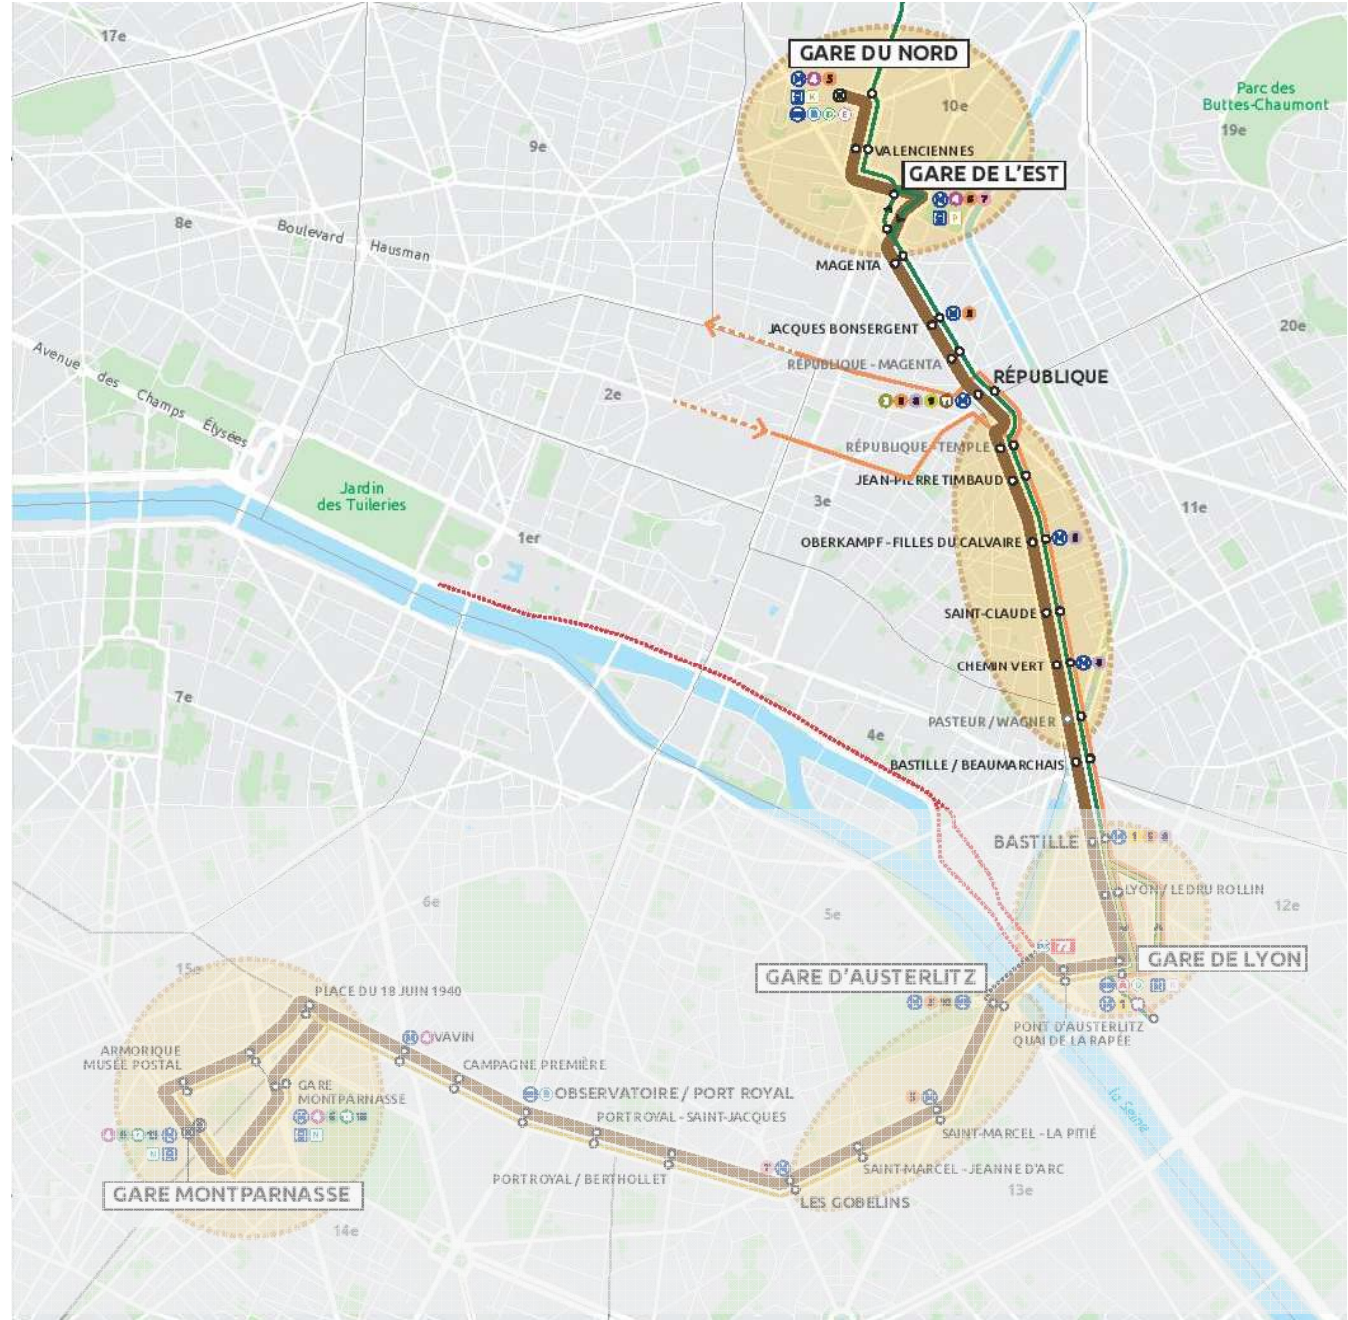 17e
GARE DU NORD
Parc des
Buttes-Chaumont
10e
19e
9e
VALENCIENNES
GARE DE L'EST
8e
Boulevard Hausman
MAGENTA
JACQUES BONSERGENT
20e
Avenue des Champs Élysées
RÉPUBLIQUE - MAGENTA
RÉPUBLIQUE
2e
RÉPUBLIQUE - TEMPLE
JEAN-PIERRE TIMBAUD
Jardin
des Tuileries
3e
11e
1er
OBERKAMPF - FILLES DU CALVAIRE
SAINT-CLAUDE
CHEMIN VERT
7e
PASTEUR / WAGNER
4e
BASTILLE / BEAUMARCHAIS
BASTILLE
LYON / LEDRU ROLLIN
6e
5e
12e
GARE DE LYON
15e
GARE D'AUSTERLITZ
PLACE DU 18 JUIN 1940
PONT D'AUSTERLITZ
QUAI DE LA RAPÉE
VAVIN
ARMORIQUE
MUSÉE POSTAL
CAMPAGNE PREMIÈRE
GARE
MONTPARNASSE
OBSERVATOIRE / PORT ROYAL
la Seine
PORT ROYAL - SAINT-JACQUES
SAINT-MARCEL - LA PITIÉ
SAINT-MARCEL - JEANNE D'ARC
PORT ROYAL / BERTHOLLET
13e
GARE MONTPARNASSE
LES GOBELINS
14e